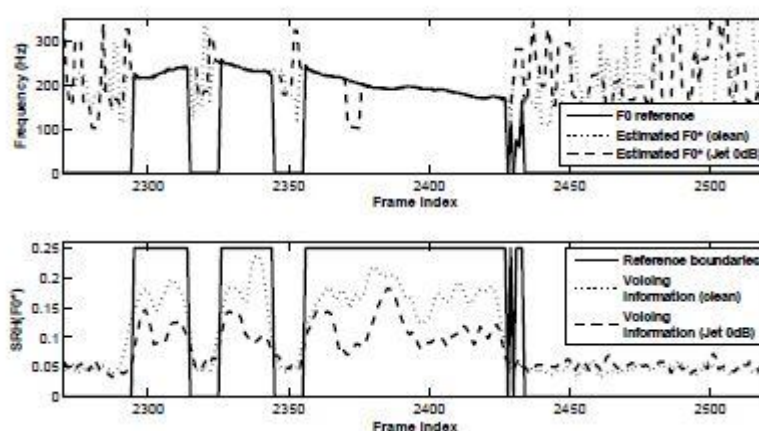 Frequency (Hz)
300
200
100
0
F0 reference
Estimated F0* (clean)
Estimated F0* (Jet 0dB)
2300 2350 2400 2450 2500
Frame Index
SRH(F0*)
0.25
0.2
0.15
0.1
0.05
0
Reference boundaries
Voicing
Information (clean)
Voicing
Information (Jet 0dB)
2300 2350 2400 2450 2500
Frame Index